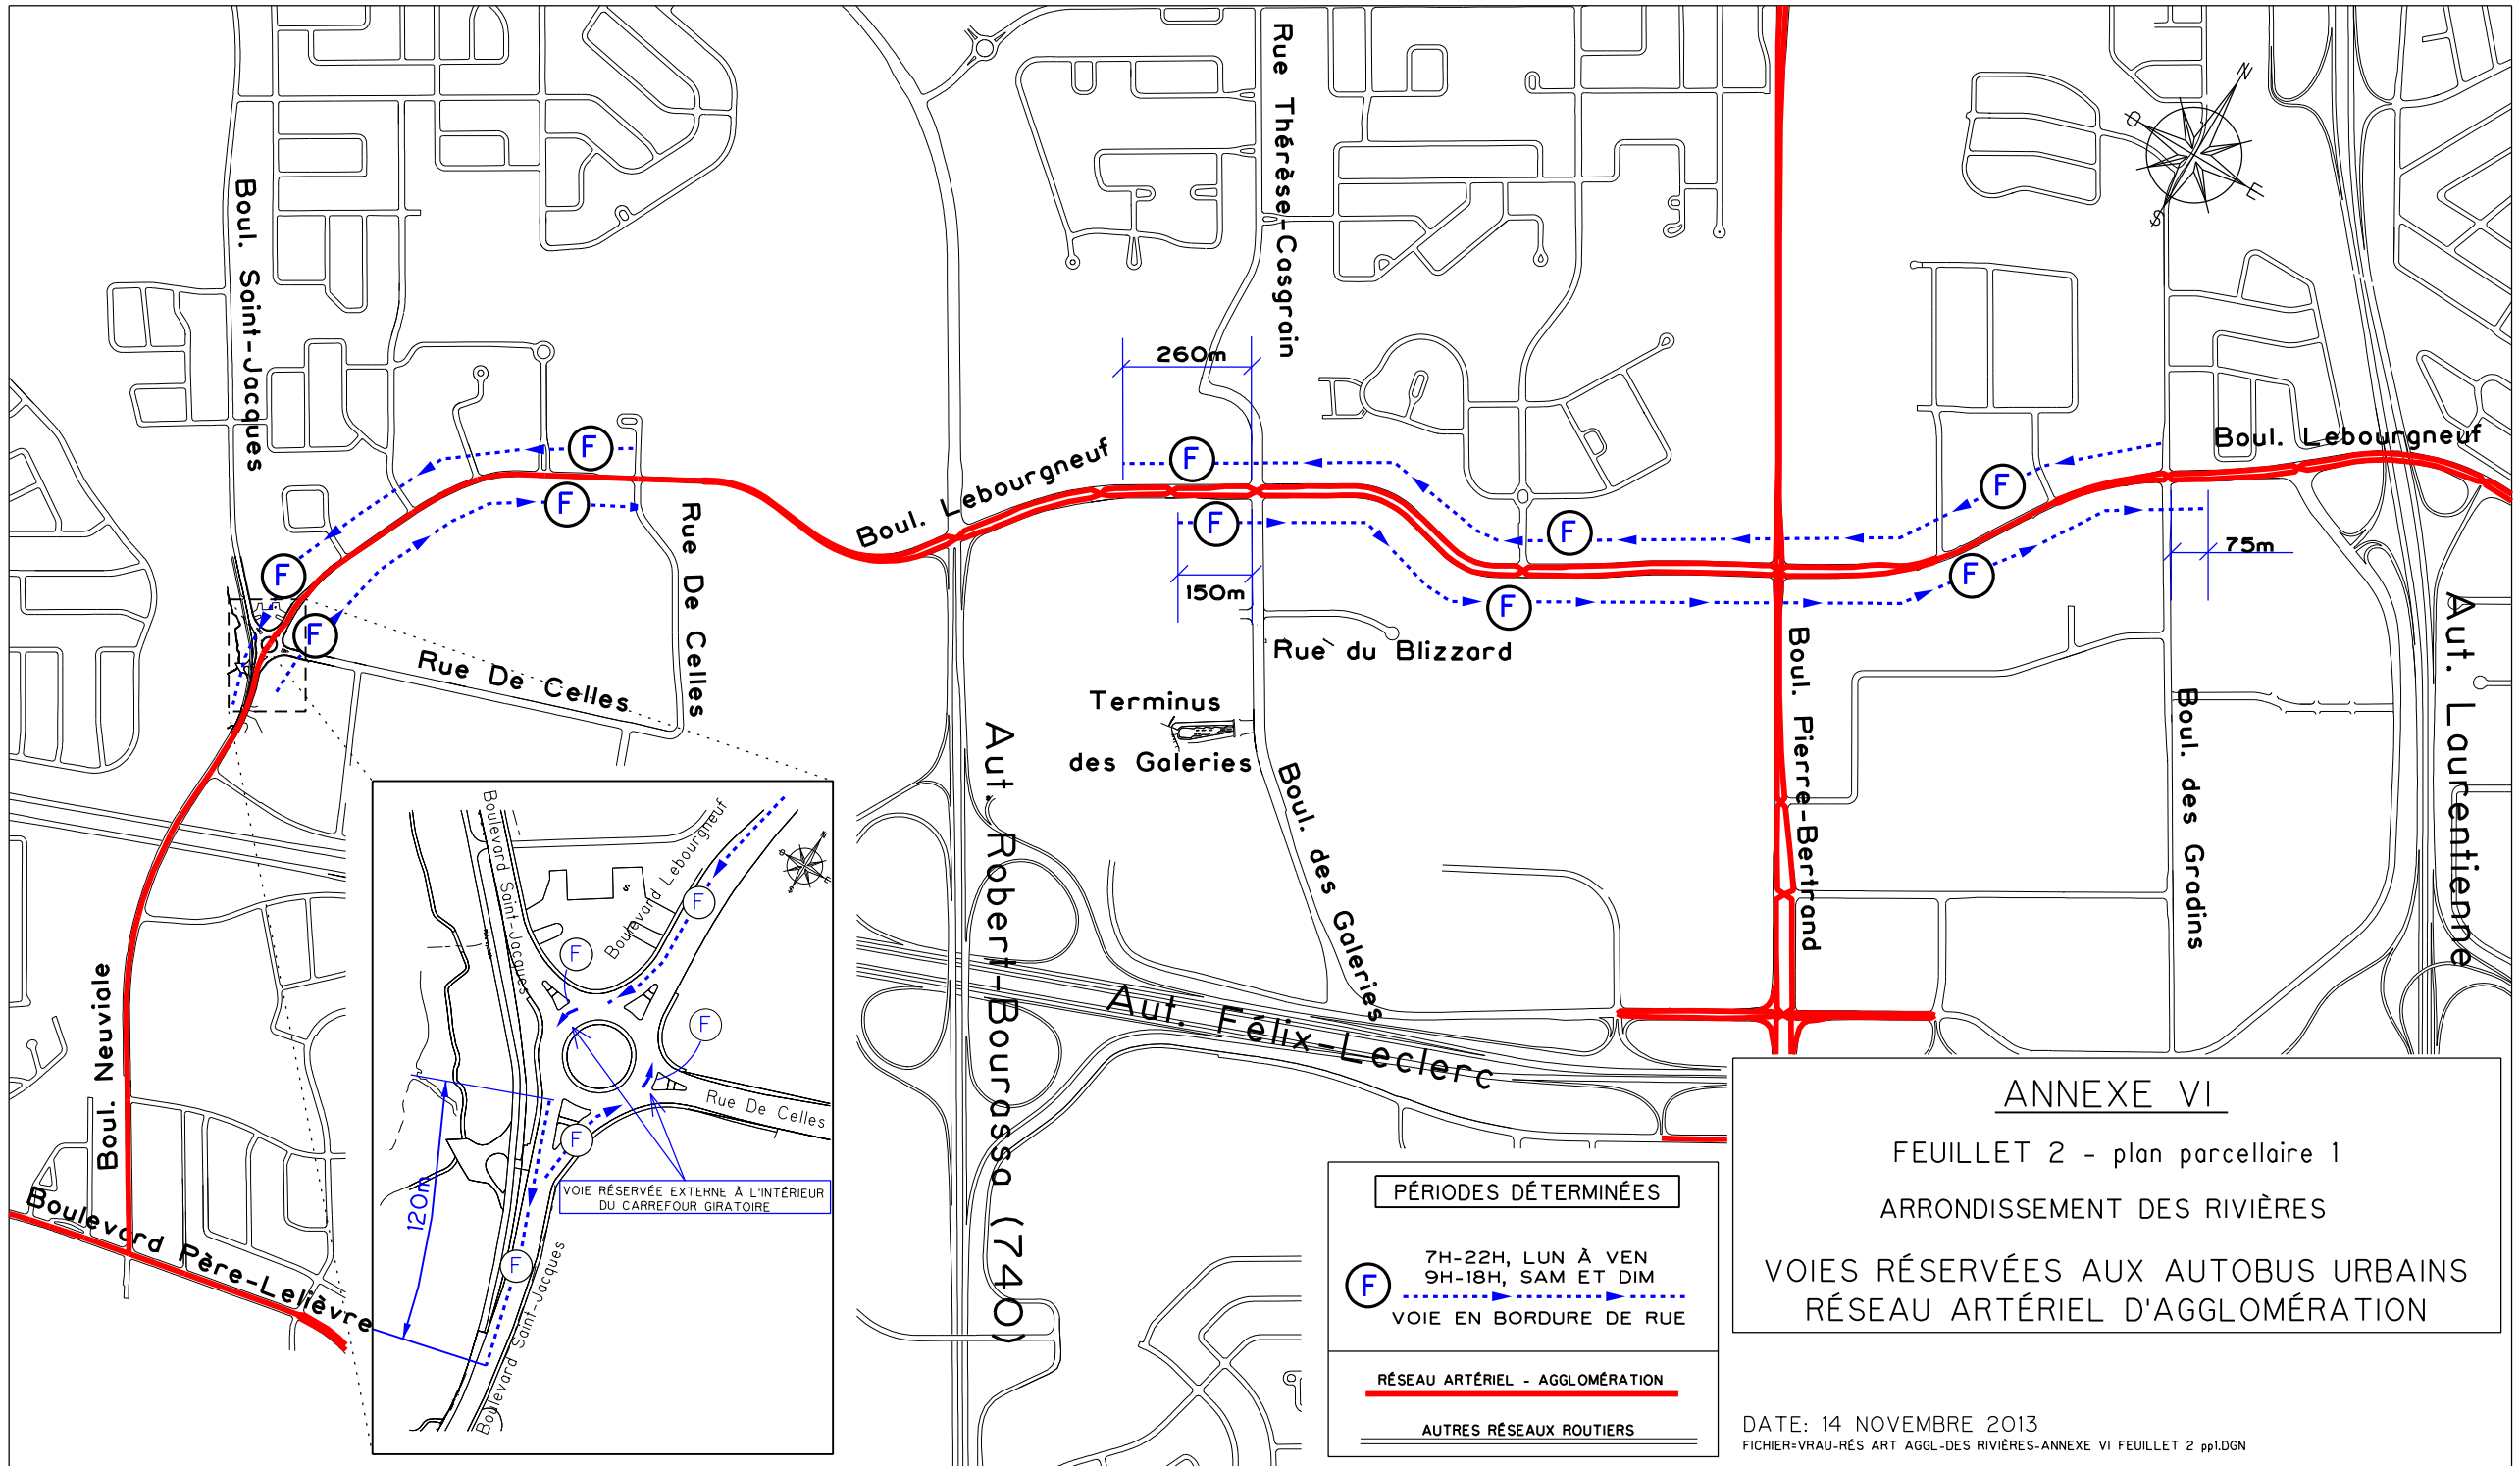 Rue Thérèse-Casgrain
Boul. Saint-Jacques
N
O
E
S
260m
Boul. Lebourgneuf
Boul. Lebourgneuf
F
F
F
F
F
F
F
F
F
F
150m
75m
Rue De Celles
Rue De Celles
Rue du Blizzard
Terminus
des Galeries
Boul. des Galeries
Boul. Pierre-Bertrand
Boul. des Gradins
Aut. Laurentienne
Aut. Robert-Bourassa (740)
Aut. Félix-Leclerc
Boul. Neuviale
Boulevard Père-Lelièvre
Boulevard Saint-Jacques
Boulevard Lebourgneuf
N
O
E
S
S
F
F
F
F
F
Rue De Celles
120m
VOIE RÉSERVÉE EXTERNE À L'INTÉRIEUR
DU CARREFOUR GIRATOIRE
Boulevard Saint-Jacques
PÉRIODES DÉTERMINÉES
F
7H-22H, LUN À VEN
9H-18H, SAM ET DIM
VOIE EN BORDURE DE RUE
RÉSEAU ARTÉRIEL - AGGLOMÉRATION
AUTRES RÉSEAUX ROUTIERS
ANNEXE VI
FEUILLET 2 - plan parcellaire 1
ARRONDISSEMENT DES RIVIÈRES
VOIES RÉSERVÉES AUX AUTOBUS URBAINS
RÉSEAU ARTÉRIEL D'AGGLOMÉRATION
DATE: 14 NOVEMBRE 2013
FICHIER=VRAU-RÉS ART AGGL-DES RIVIÈRES-ANNEXE VI FEUILLET 2 pp1.DGN